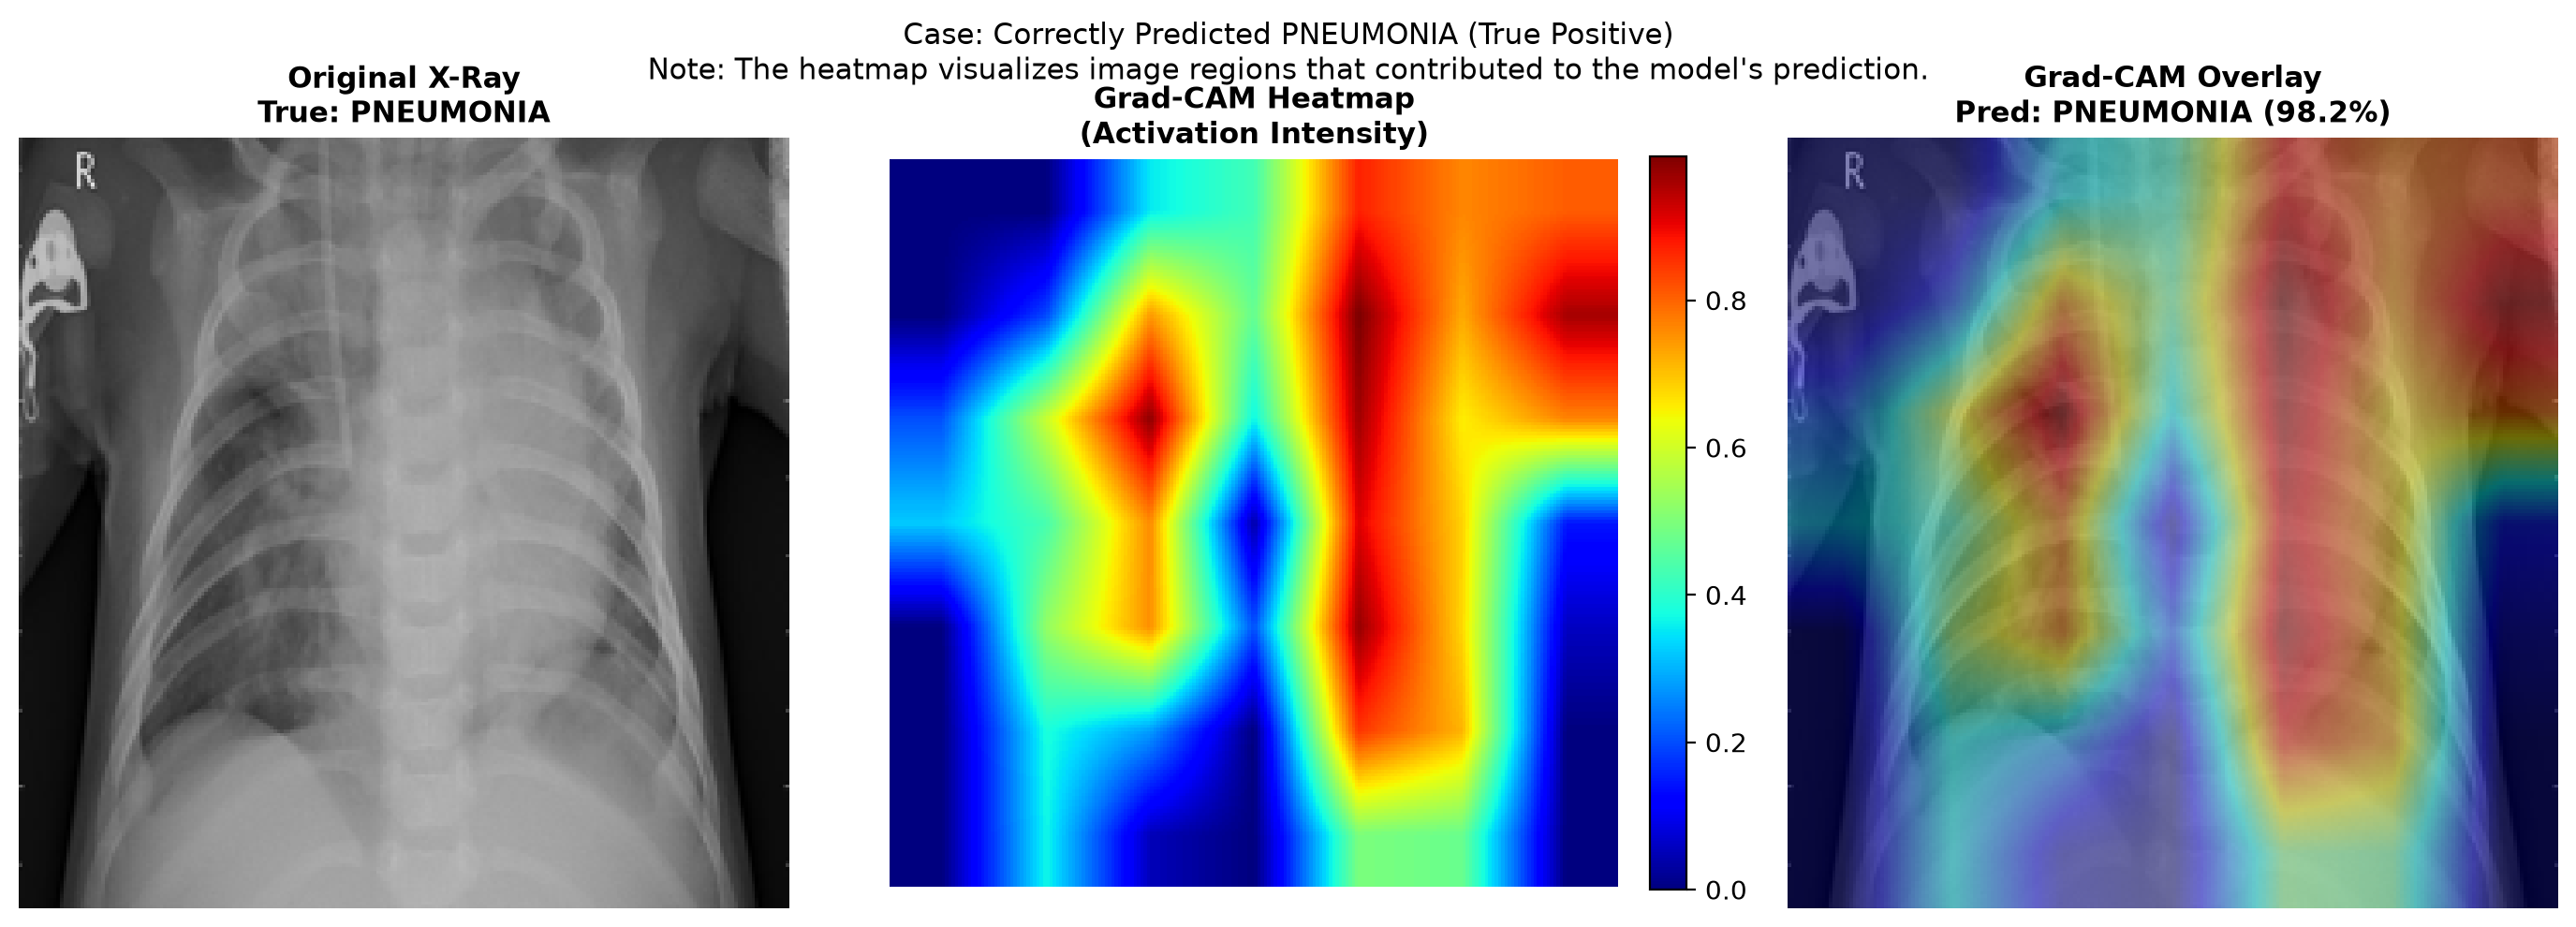 Case: Correctly Predicted PNEUMONIA (True Positive)
Note: The heatmap visualizes image regions that contributed to the model's prediction.
Original X-Ray
True: PNEUMONIA
R
Grad-CAM Heatmap
(Activation Intensity)
0.8
0.6
0.4
0.2
0.0
Grad-CAM Overlay
Pred: PNEUMONIA (98.2%)
R